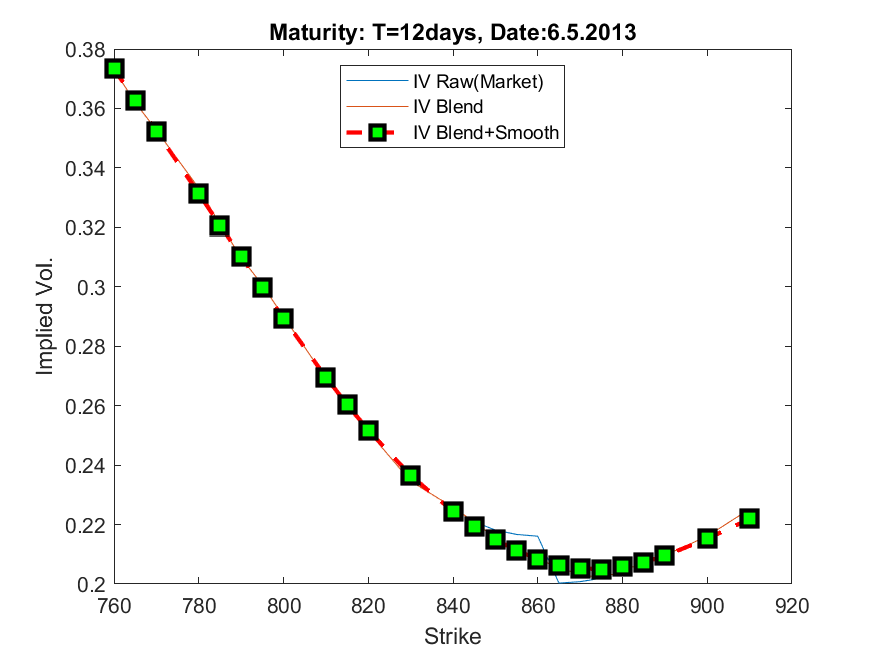 Maturity: T=12days, Date:6.5.2013
IV Raw(Market)
IV Blend
IV Blend+Smooth
Implied Vol.
0.38
0.36
0.34
0.32
0.3
0.28
0.26
0.24
0.22
0.2
760 780 800 820 840 860 880 900 920
Strike